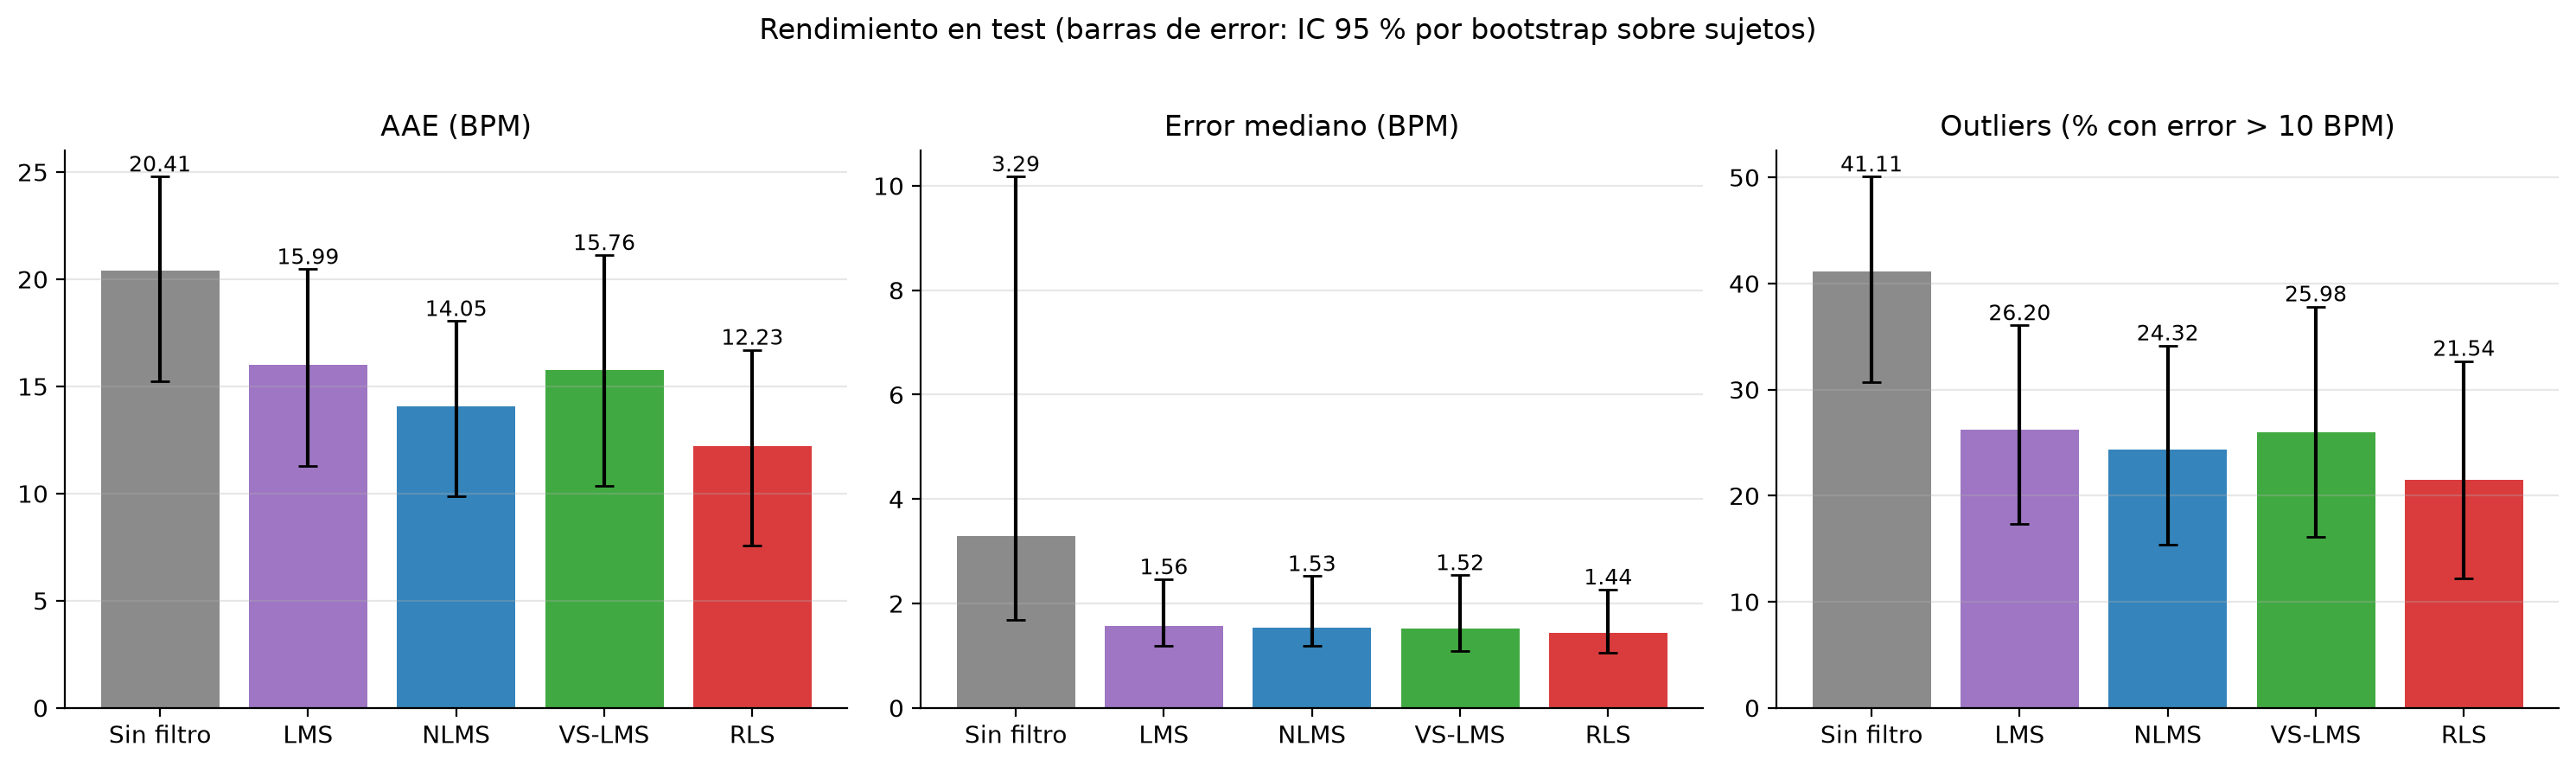 Rendimiento en test (barras de error: IC 95 % por bootstrap sobre sujetos)
AAE (BPM)
25
20
15
10
5
0
20.41
15.99
14.05
15.76
12.23
Sin filtro
LMS
NLMS
VS-LMS
RLS
Error mediano (BPM)
10
8
6
4
2
0
3.29
1.56
1.53
1.52
1.44
Sin filtro
LMS
NLMS
VS-LMS
RLS
Outliers (% con error > 10 BPM)
50
40
30
20
10
0
41.11
26.20
24.32
25.98
21.54
Sin filtro
LMS
NLMS
VS-LMS
RLS